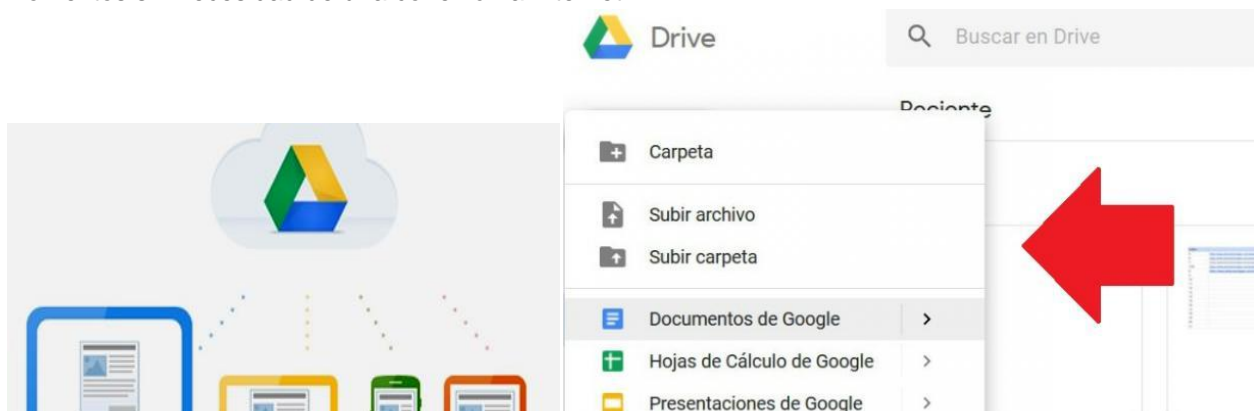 Drive
Buscar en Drive
Reciente
Carpeta
Subir archivo
Subir carpeta
Documentos de Google
Hojas de Cálculo de Google
Presentaciones de Google